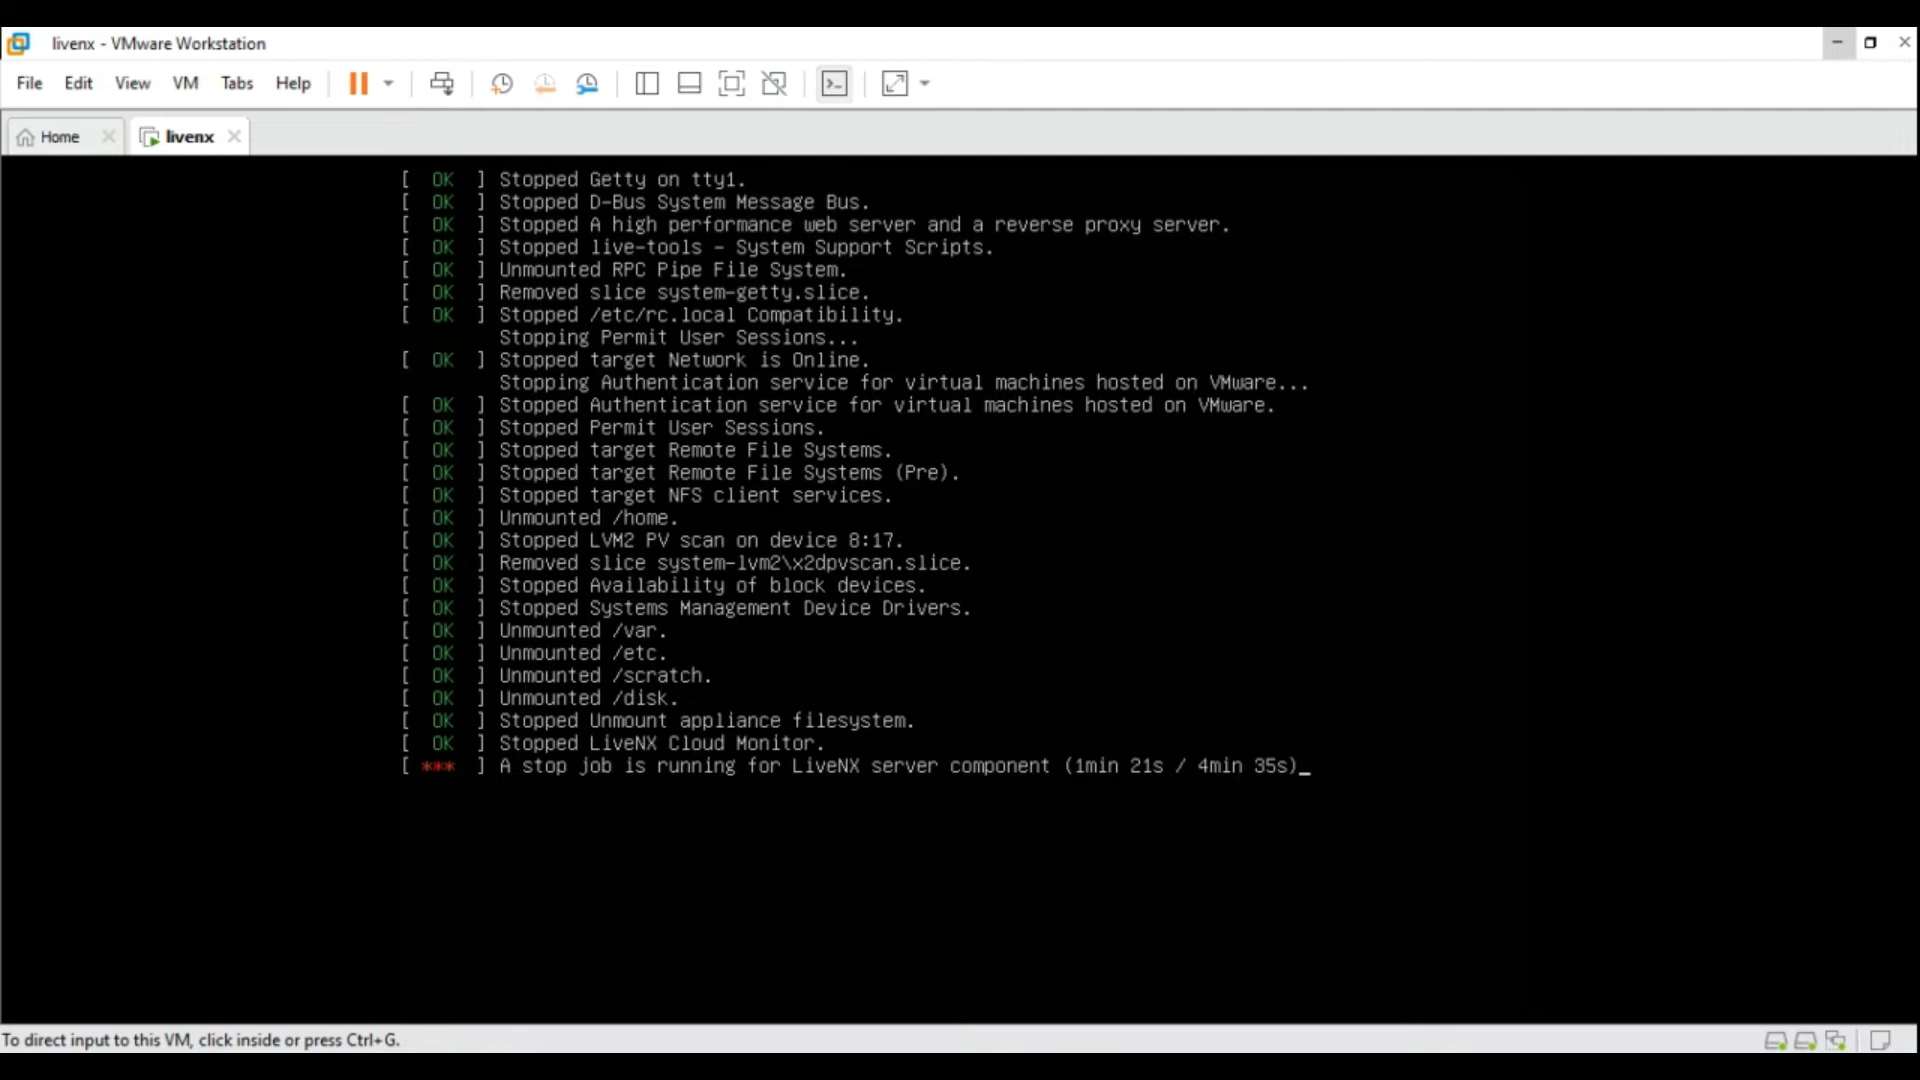 livenx - VMware Workstation
File Edit View VM Tabs Help
Home livenx
[ OK ] Stopped Getty on tty1.
[ OK ] Stopped D-Bus System Message Bus.
[ OK ] Stopped A high performance web server and a reverse proxy server.
[ OK ] Stopped live-tools - System Support Scripts.
[ OK ] Unmounted RPC Pipe File System.
[ OK ] Removed slice system-getty.slice.
[ OK ] Stopped /etc/rc.local Compatibility.
Stopping Permit User Sessions...
[ OK ] Stopped target Network is Online.
Stopping Authentication service for virtual machines hosted on VMware...
[ OK ] Stopped Authentication service for virtual machines hosted on VMware.
[ OK ] Stopped Permit User Sessions.
[ OK ] Stopped target Remote File Systems.
[ OK ] Stopped target Remote File Systems (Pre).
[ OK ] Stopped target NFS client services.
[ OK ] Unmounted /home.
[ OK ] Stopped LVM2 PV scan on device 8:17.
[ OK ] Removed slice system-lvm2\x2dpvscan.slice.
[ OK ] Stopped Availability of block devices.
[ OK ] Stopped Systems Management Device Drivers.
[ OK ] Unmounted /var.
[ OK ] Unmounted /etc.
[ OK ] Unmounted /scratch.
[ OK ] Unmounted /disk.
[ OK ] Stopped Unmount appliance filesystem.
[ OK ] Stopped LiveNX Cloud Monitor.
[ *** ] A stop job is running for LiveNX server component (1min 21s / 4min 35s)_
To direct input to this VM, click inside or press Ctrl+G.